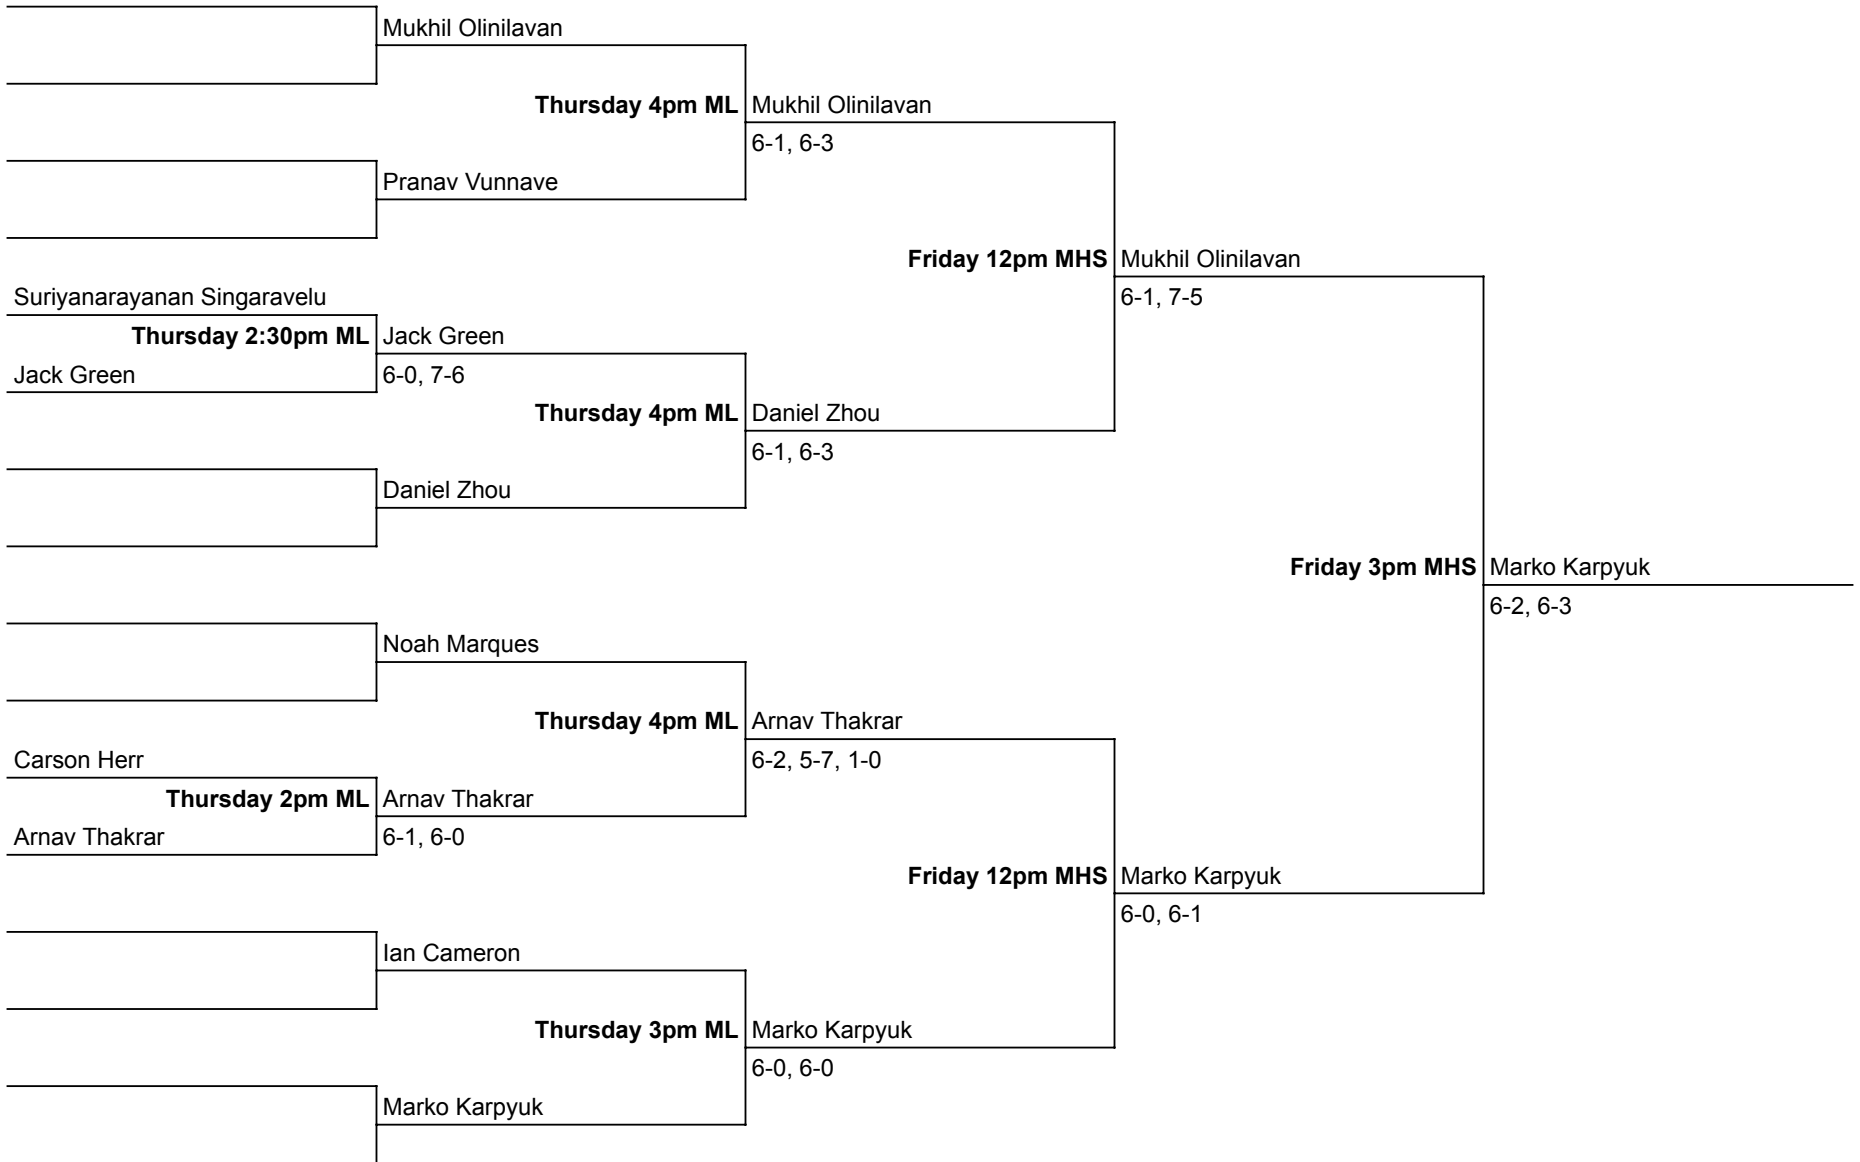 Mukhil Olinilavan
Thursday 4pm ML Mukhil Olinilavan
6-1, 6-3
Pranav Vunnave
Friday 12pm MHS Mukhil Olinilavan
Suriyanarayanan Singaravelu
6-1, 7-5
Thursday 2:30pm ML Jack Green
Jack Green
6-0, 7-6
Thursday 4pm ML Daniel Zhou
6-1, 6-3
Daniel Zhou
Friday 3pm MHS Marko Karpyuk
6-2, 6-3
Noah Marques
Thursday 4pm ML Arnav Thakrar
Carson Herr
6-2, 5-7, 1-0
Thursday 2pm ML Arnav Thakrar
Arnav Thakrar
6-1, 6-0
Friday 12pm MHS Marko Karpyuk
6-0, 6-1
Ian Cameron
Thursday 3pm ML Marko Karpyuk
6-0, 6-0
Marko Karpyuk